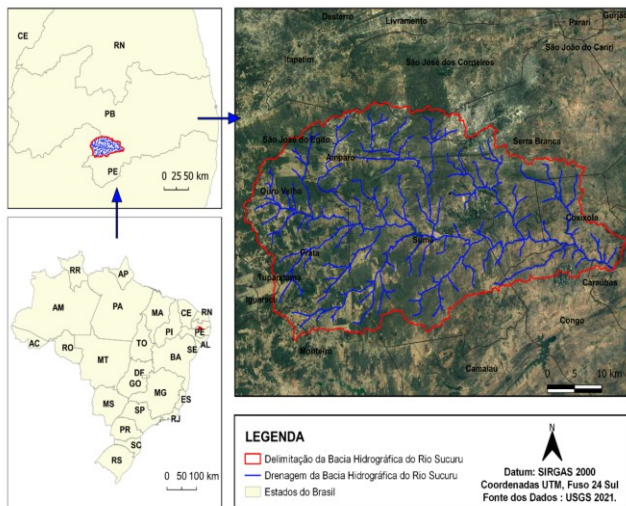 CE
RN
PB
PE
0 25 50 km
Desterro
Livramento
Parari
Gurjão
São João do Cariri
Itapetim
São José dos Cordeiros
São José do Egito
Serra Branca
Amparo
Ouro Velho
Coxixola
Prata
Sumé
Tuparetama
Caraúbas
Iguaraci
Congo
Monteiro
Camalaú
0 5 10 km
RR
AP
AM
PA
MA
CE
RN
PI
PE
AC
RO
TO
SE
AL
MT
BA
DF
GO
MG
MS
ES
SP
RJ
PR
SC
RS
0 50 100 km
LEGENDA
Delimitação da Bacia Hidrográfica do Rio Sucuru
Drenagem da Bacia Hidrográfica do Rio Sucuru
Estados do Brasil
N
Datum: SIRGAS 2000
Coordenadas UTM, Fuso 24 Sul
Fonte dos Dados : USGS 2021.